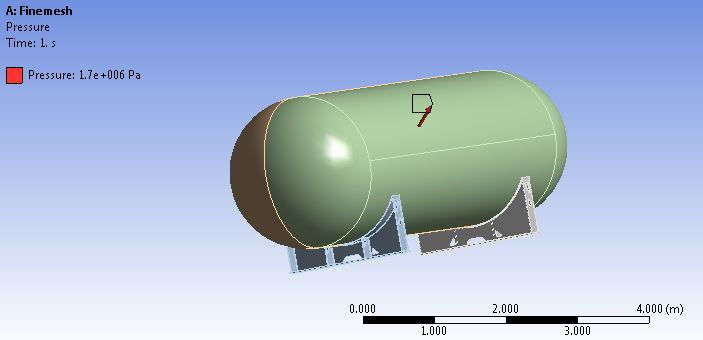 A: Finemesh
Pressure
Time: 1. s
Pressure: 1.7e+006 Pa
0.000 2.000 4.000 (m)
1.000 3.000